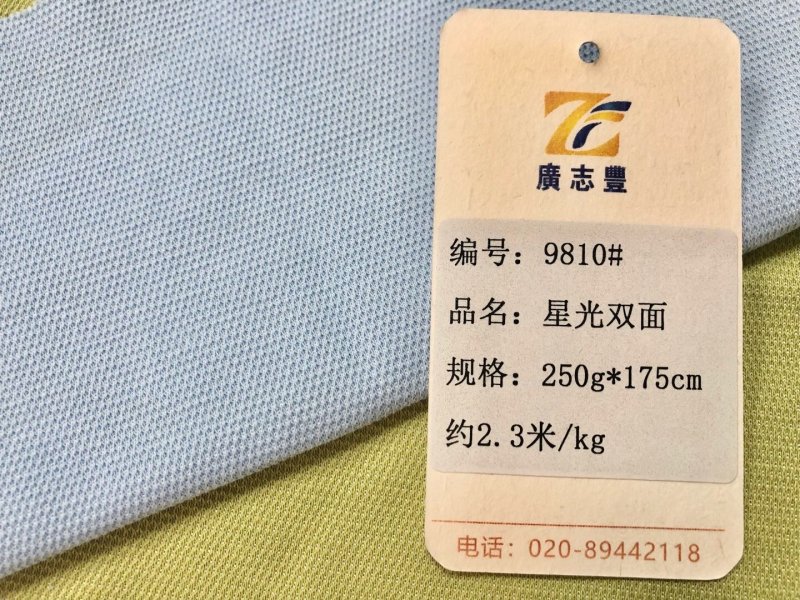 廣志豐
编号：9810#
品名：星光双面
规格：250g*175cm
约2.3米/kg
电话：020-89442118